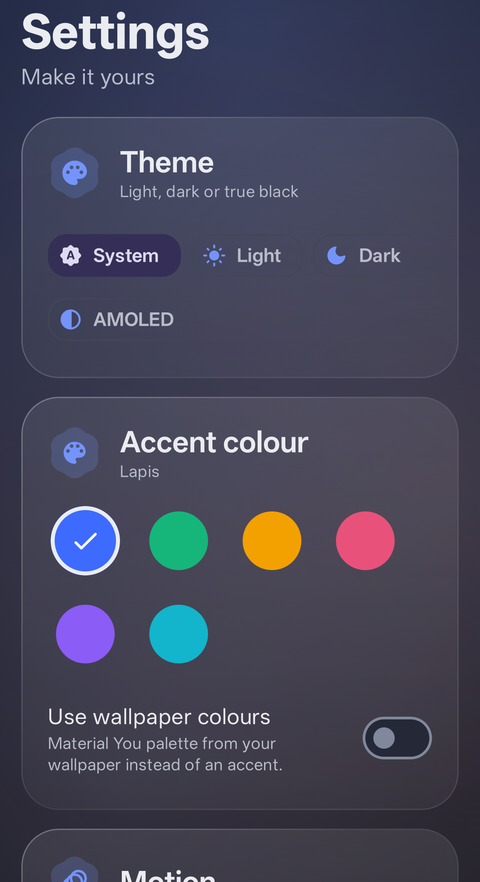 Settings
Make it yours
Theme
Light, dark or true black
System
Light
Dark
AMOLED
Accent colour
Lapis
Use wallpaper colours
Material You palette from your
wallpaper instead of an accent.
Motion